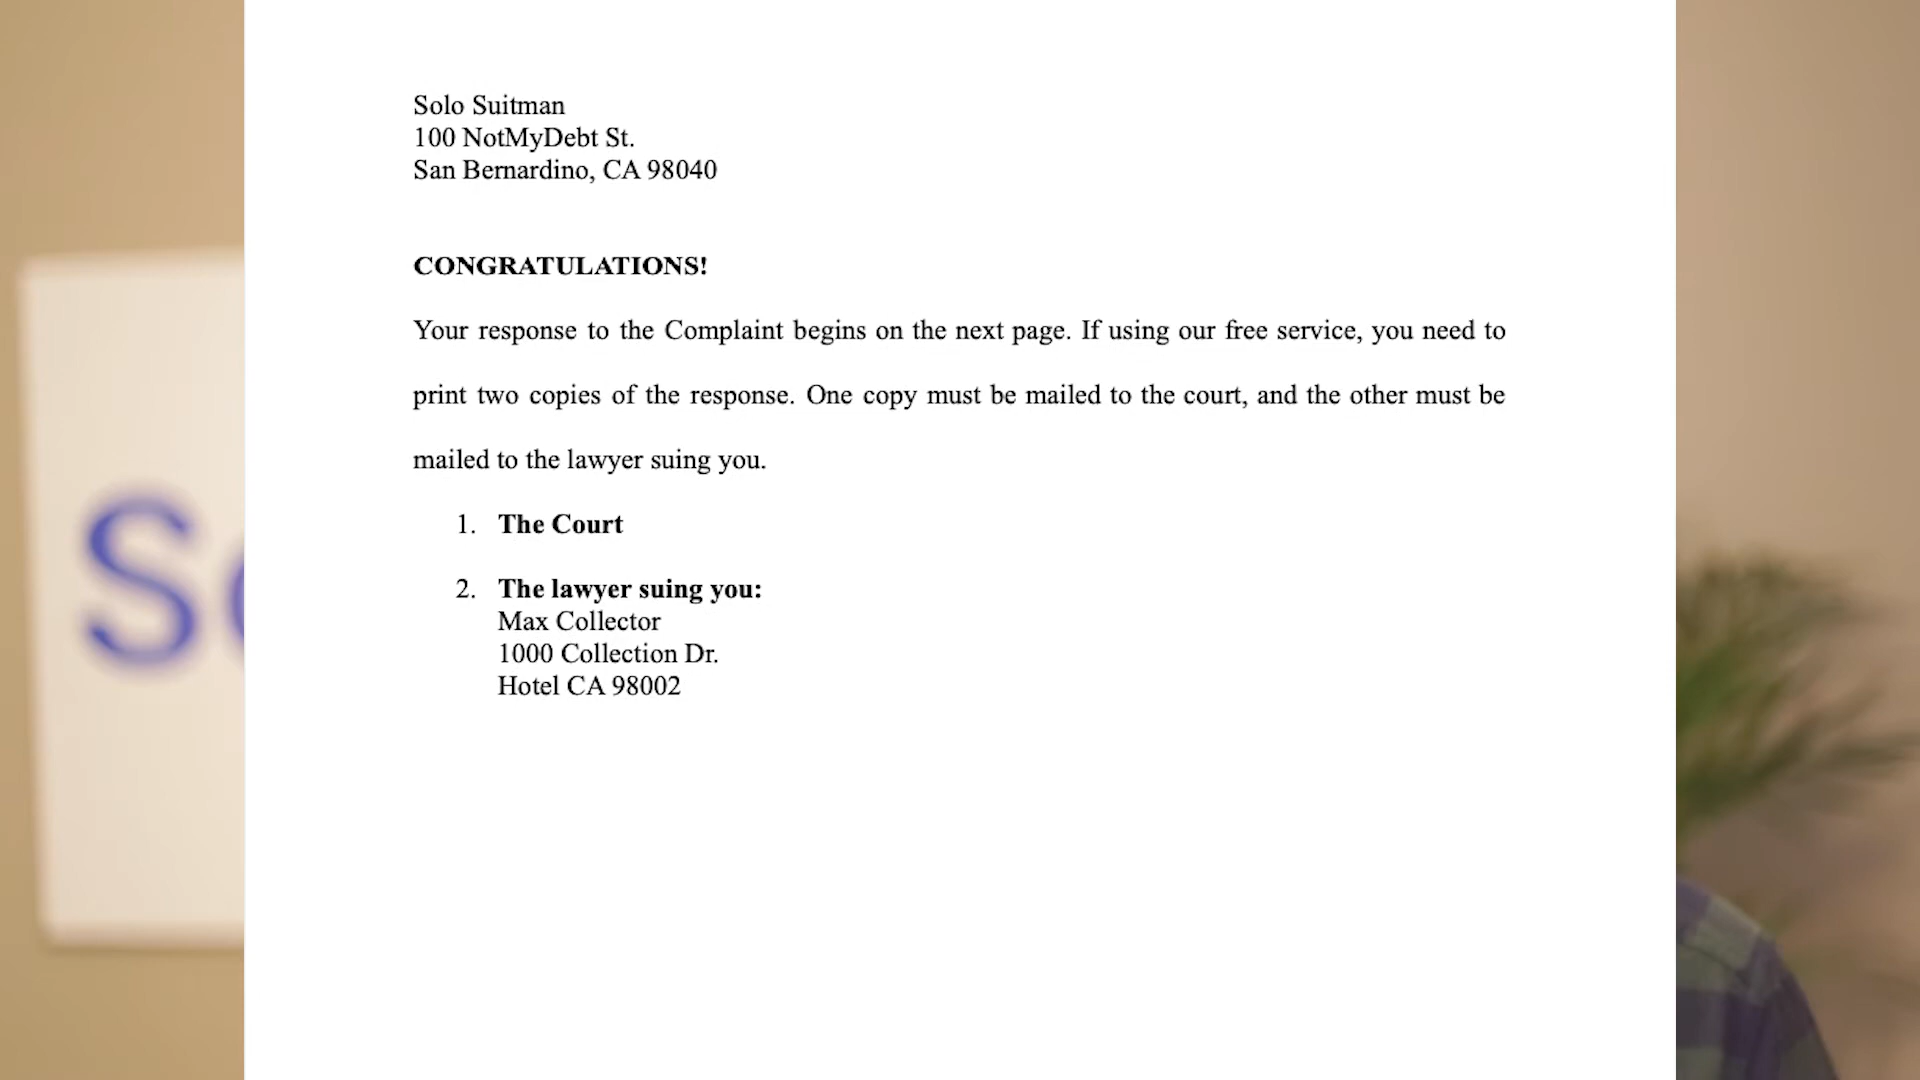 Solo Suitman
100 NotMyDebt St.
San Bernardino, CA 98040
CONGRATULATIONS!
Your response to the Complaint begins on the next page. If using our free service, you need to
print two copies of the response. One copy must be mailed to the court, and the other must be
mailed to the lawyer suing you.
1. The Court
2. The lawyer suing you:
Max Collector
1000 Collection Dr.
Hotel CA 98002